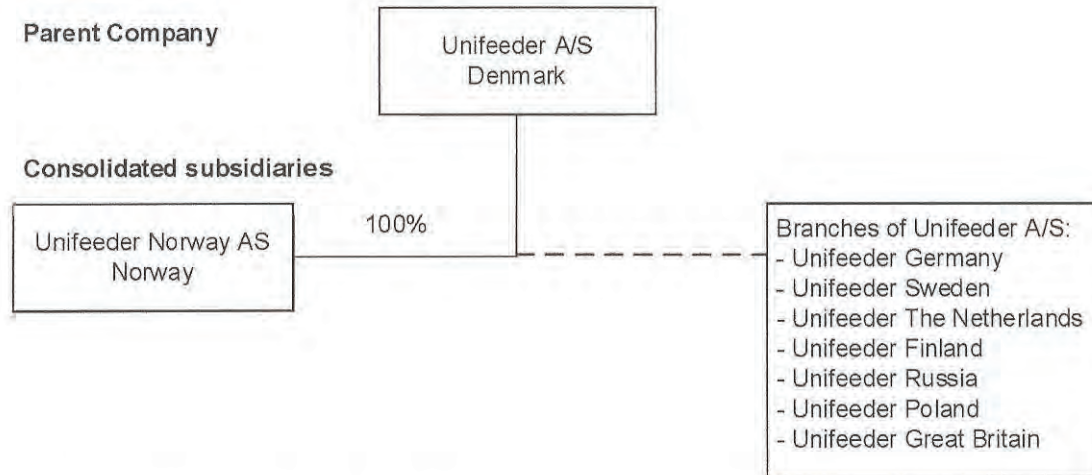 Parent Company
Unifeeder A/S
Denmark
Consolidated subsidiaries
100%
Unifeeder Norway AS
Norway
Branches of Unifeeder A/S:
- Unifeeder Germany
- Unifeeder Sweden
- Unifeeder The Netherlands
- Unifeeder Finland
- Unifeeder Russia
- Unifeeder Poland
- Unifeeder Great Britain